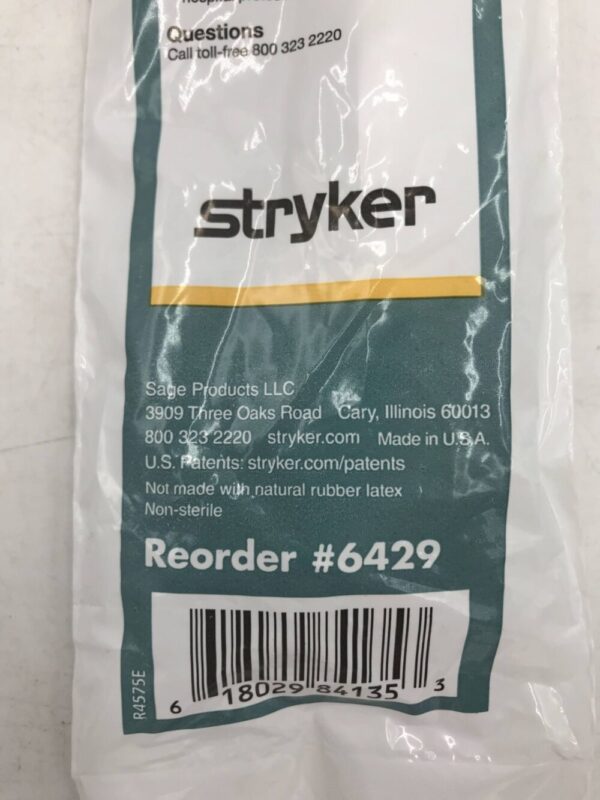 Questions
Call toll-free 800 323 2220
stryker
Sage Products LLC
3909 Three Oaks Road Cary, Illinois 60013
800 323 2220 stryker.com Made in U.S.A.
U.S. Patents: stryker.com/patents
Not made with natural rubber latex
Non-sterile
Reorder #6429
R4575E
6 18029 84135 3